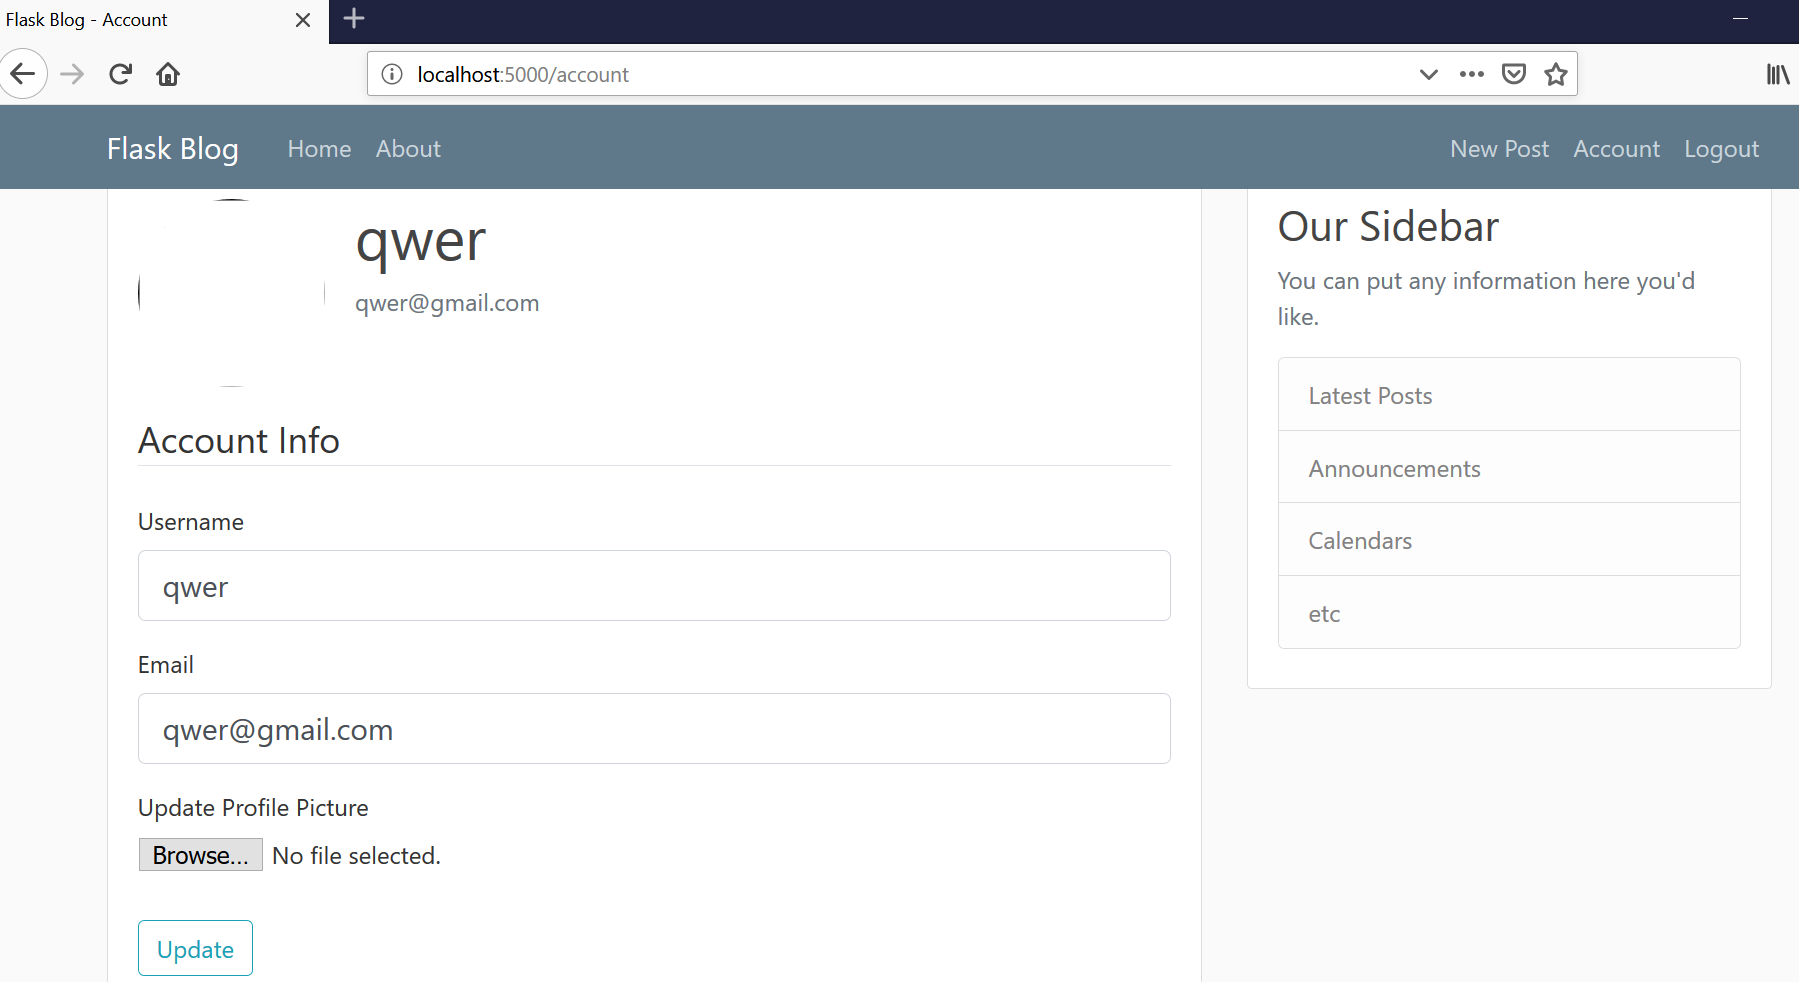 Flask Blog - Account
localhost:5000/account
Flask Blog Home About New Post Account Logout
qwer
qwer@gmail.com
Account Info
Username
qwer
Email
qwer@gmail.com
Update Profile Picture
Browse... No file selected.
Update
Our Sidebar
You can put any information here you'd
like.
Latest Posts
Announcements
Calendars
etc